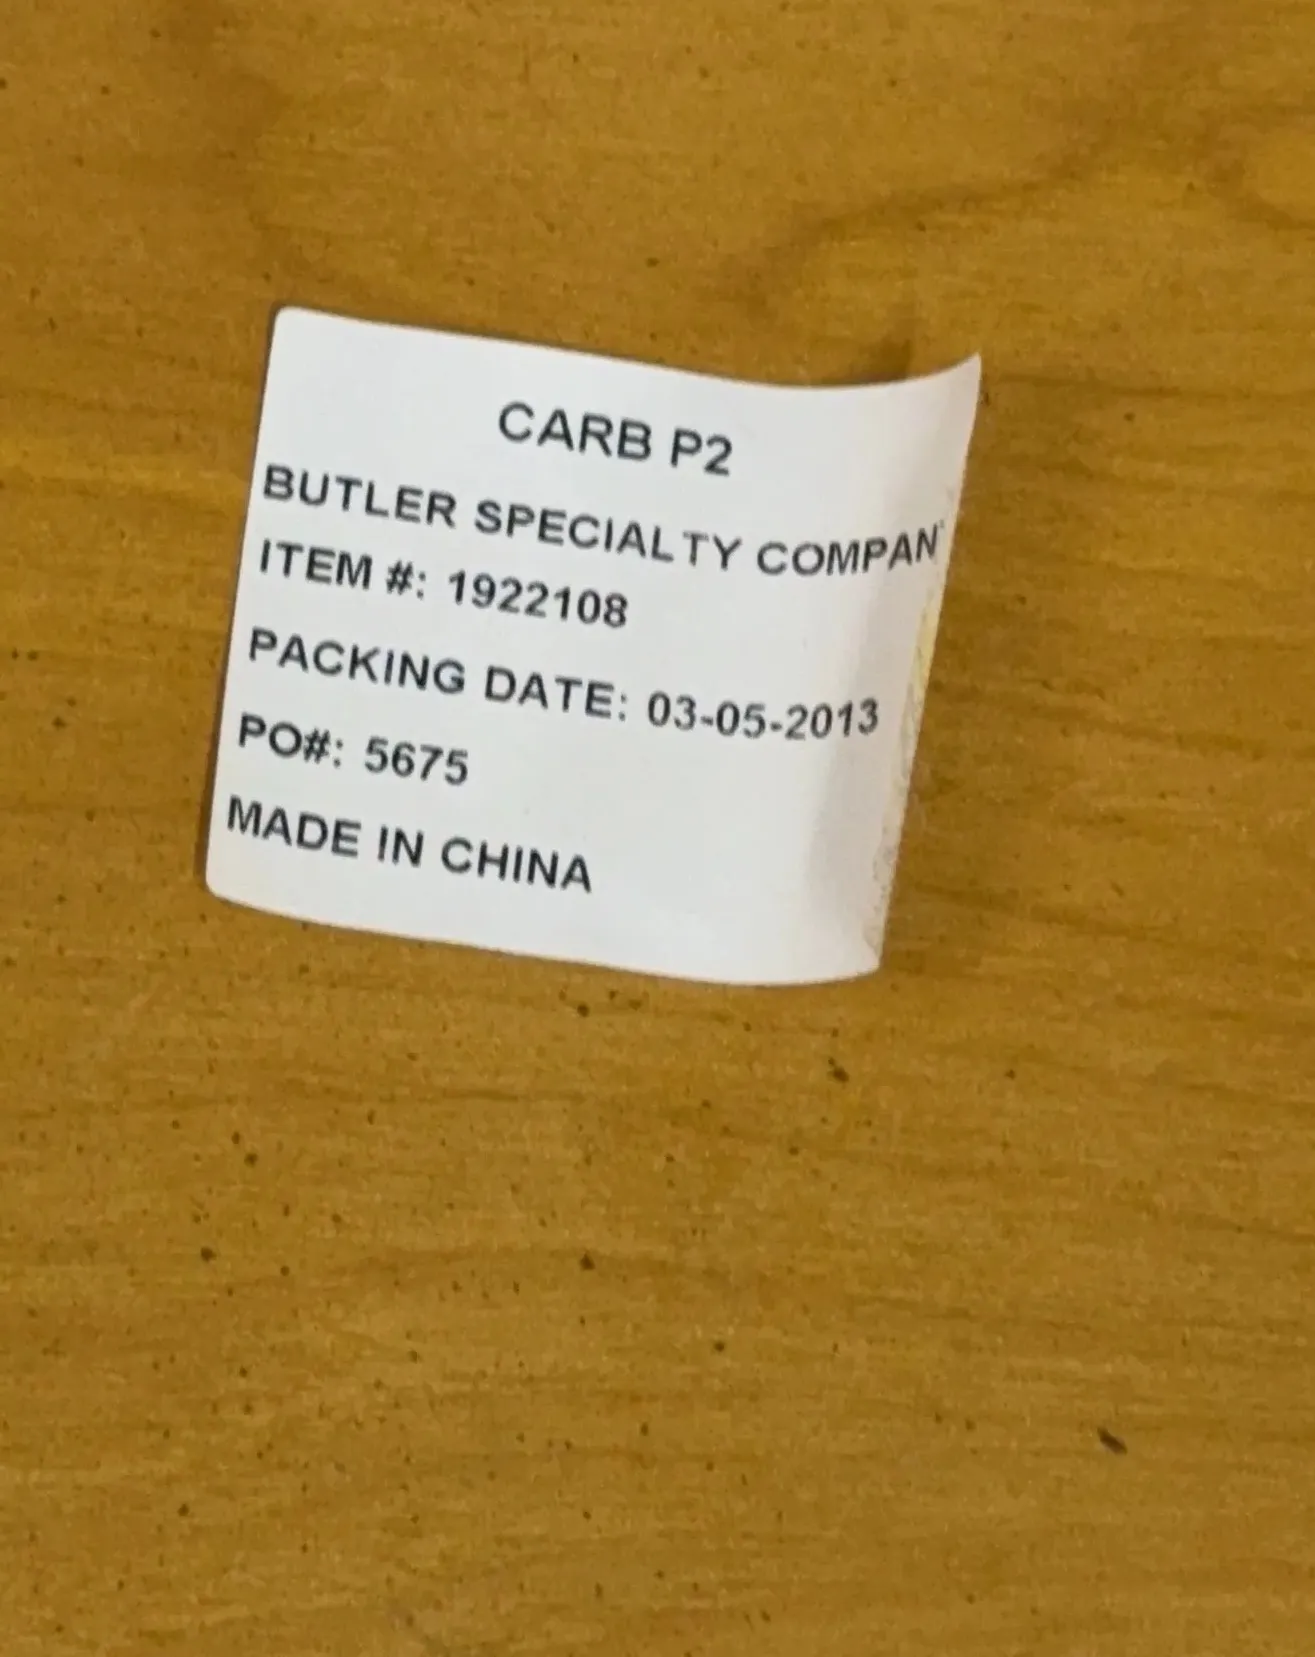 CARB P2
BUTLER SPECIALTY COMPAN
ITEM #: 1922108
PACKING DATE: 03-05-2013
PO#: 5675
MADE IN CHINA